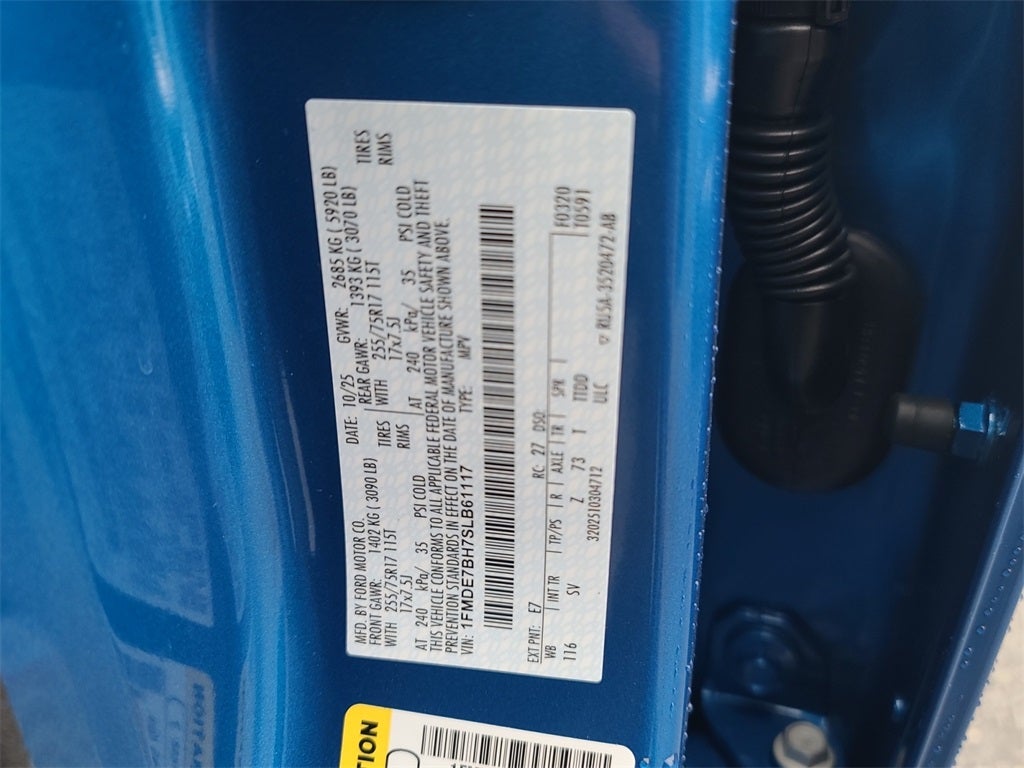 MFD. BY FORD MOTOR CO.
DATE: 10/25 GVWR: 2685 KG ( 5920 LB)
FRONT GAWR: 1402 KG ( 3090 LB)
REAR GAWR: 1393 KG ( 3070 LB)
WITH 255/75R17 115T TIRES
WITH 255/75R17 115T TIRES
17x7.5J RIMS
17x7.5J RIMS
AT 240 kPa/ 35 PSI COLD
AT 240 kPa/ 35 PSI COLD
THIS VEHICLE CONFORMS TO ALL APPLICABLE FEDERAL MOTOR VEHICLE SAFETY AND THEFT
PREVENTION STANDARDS IN EFFECT ON THE DATE OF MANUFACTURE SHOWN ABOVE.
VIN: 1FMDE7BH7SLB61117 TYPE: MPV
EXT PNT: E7 RC: 27 DSO: F0320
WB INT TR TP/PS R AXLE TR SPR T0591
116 SV Z 73 T TTDO
3202510304712 ULC
RU5A-3520472-AB
TION